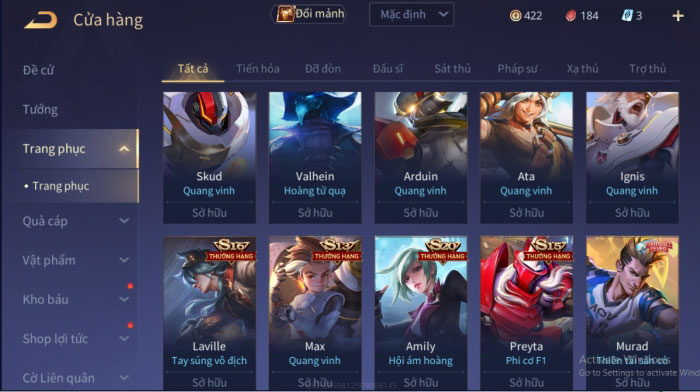 Cửa hàng
Đổi mảnh
Mặc định
422
184
3
Đề cử
Tướng
Trang phục
Trang phục
Quà cáp
Vật phẩm
Kho báu
Shop lợi tức
Cờ Liên quân
Tất cả
Tiến hóa
Đỡ đòn
Đấu sĩ
Sát thủ
Pháp sư
Xạ thủ
Trợ thủ
Skud
Quang vinh
Sở hữu
Valhein
Hoàng tử quạ
Sở hữu
Arduin
Quang vinh
Sở hữu
Ata
Quang vinh
Sở hữu
Ignis
Quang vinh
Sở hữu
S16
THƯỞNG HẠNG
Laville
Tay súng vô địch
Sở hữu
S13
THƯỞNG HẠNG
Max
Quang vinh
Sở hữu
S20
THƯỞNG HẠNG
Amily
Hội ám hoàng
Sở hữu
S15
THƯỞNG HẠNG
Preyta
Phi cơ F1
Sở hữu
Murad
Thiên tài sân cỏ
Sở hữu
Activate Windows
Go to Settings to activate Wind